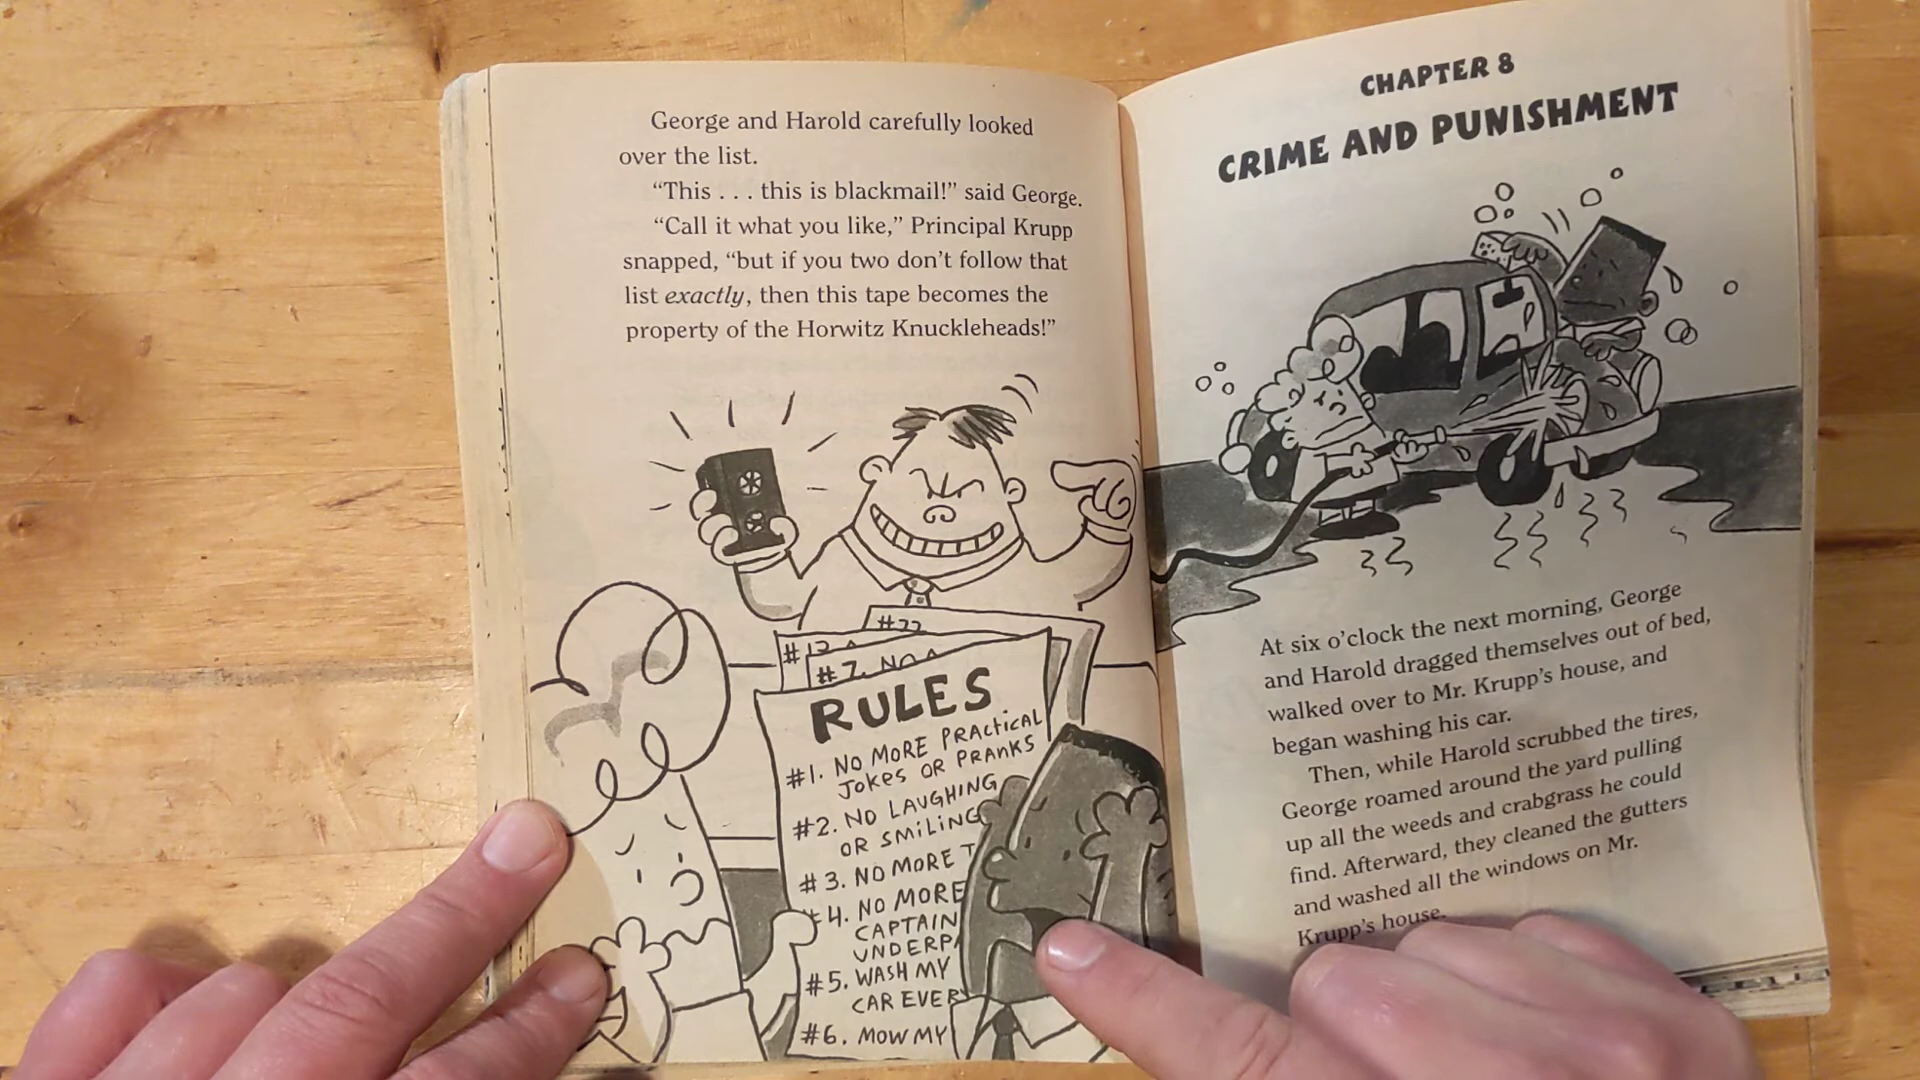 George and Harold carefully looked
over the list.
“This . . . this is blackmail!” said George.
“Call it what you like,” Principal Krupp
snapped, “but if you two don’t follow that
list exactly, then this tape becomes the
property of the Horwitz Knuckleheads!”
#22
#13
#7. NO
RULES
#1. NO MORE PRACTICAL
JOKES OR PRANKS
#2. NO LAUGHING
OR SMILING
#3. NO MORE T
#4. NO MORE
CAPTAIN
UNDERP
#5. WASH MY
CAR EVERY
#6. MOW MY
CHAPTER 8
CRIME AND PUNISHMENT
At six o’clock the next morning, George
and Harold dragged themselves out of bed,
walked over to Mr. Krupp’s house, and
began washing his car.
Then, while Harold scrubbed the tires,
George roamed around the yard pulling
up all the weeds and crabgrass he could
find. Afterward, they cleaned the gutters
and washed all the windows on Mr.
Krupp’s house.